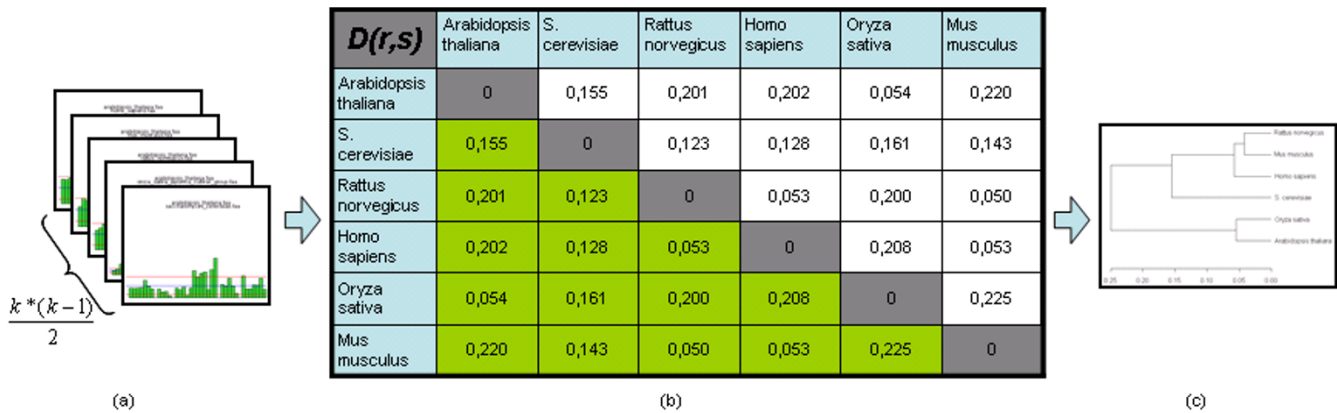 k*(k-1)
2
D(r,s)
Arabidopsis thaliana
S. cerevisiae
Rattus norvegicus
Homo sapiens
Oryza sativa
Mus musculus
Arabidopsis thaliana
0
0,155
0,201
0,202
0,054
0,220
S. cerevisiae
0,155
0
0,123
0,128
0,161
0,143
Rattus norvegicus
0,201
0,123
0
0,053
0,200
0,050
Homo sapiens
0,202
0,128
0,053
0
0,208
0,053
Oryza sativa
0,054
0,161
0,200
0,208
0
0,225
Mus musculus
0,220
0,143
0,050
0,053
0,225
0
Rattus norvegicus
Mus musculus
Homo sapiens
S. cerevisiae
Oryza sativa
Arabidopsis thaliana
0.25
0.20
0.15
0.10
0.05
0.00
(a)
(b)
(c)